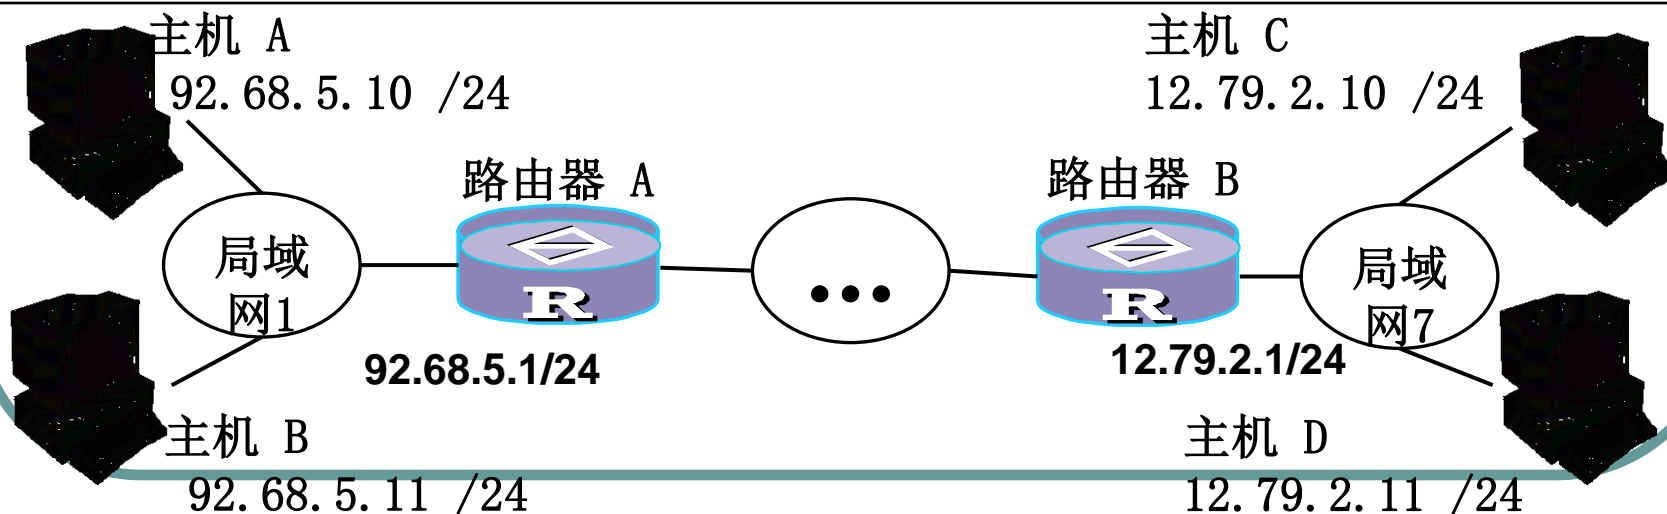 主机 A
92.68.5.10 /24
主机 C
12.79.2.10 /24
路由器 A
路由器 B
局域
网1
R
•••
R
局域
网7
92.68.5.1/24
12.79.2.1/24
主机 B
92.68.5.11 /24
主机 D
12.79.2.11 /24